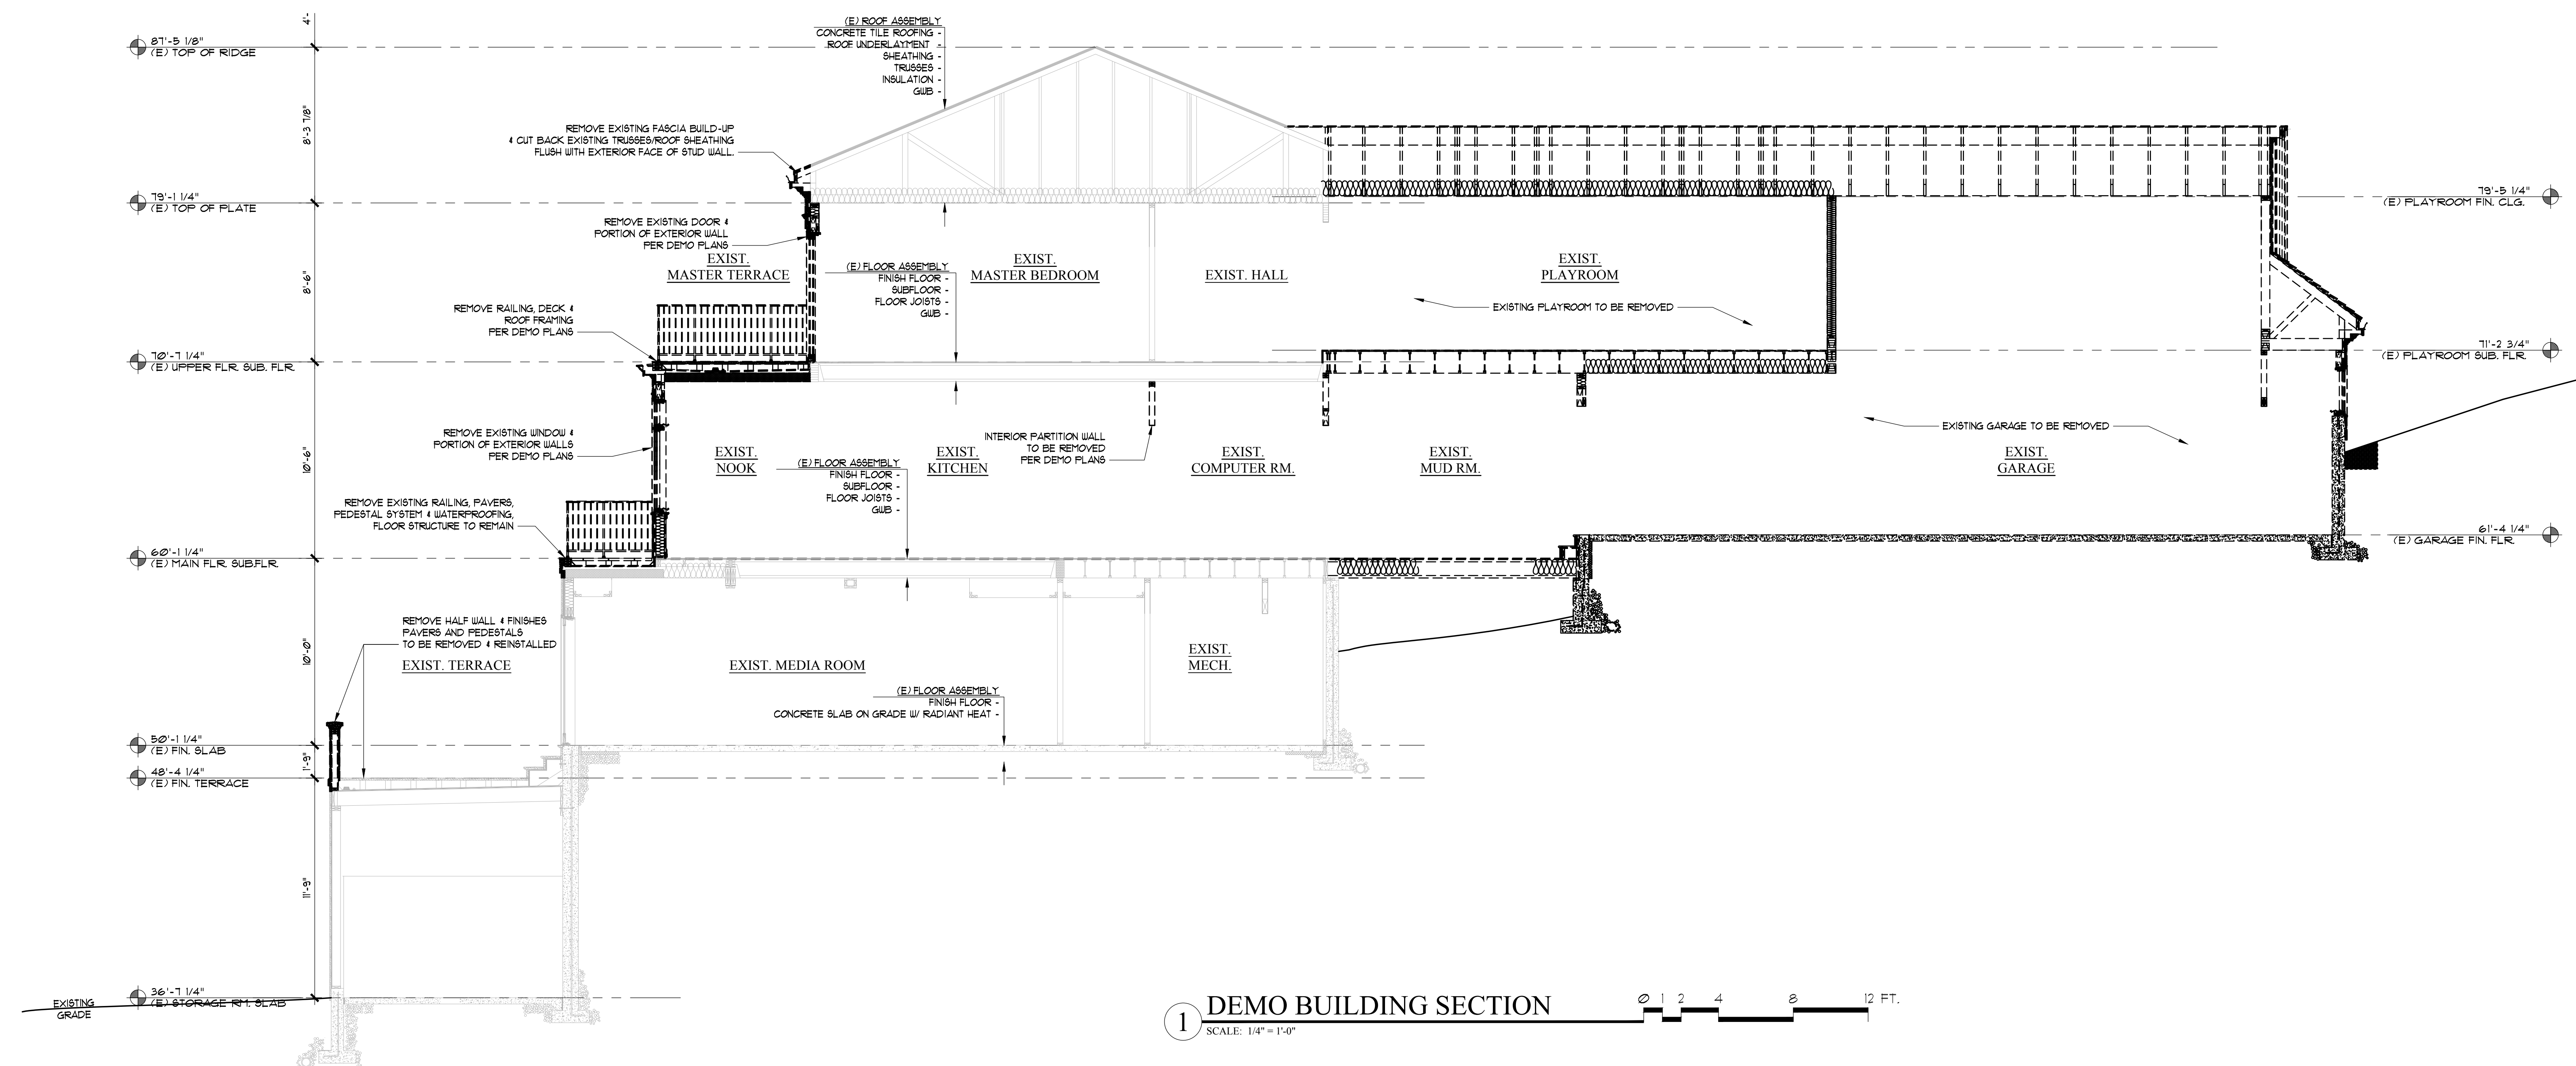 4'-
87'-5 1/8"
(E) TOP OF RIDGE
8'-3 7/8"
79'-1 1/4"
(E) TOP OF PLATE
8'-6"
70'-7 1/4"
(E) UPPER FLR. SUB. FLR.
10'-6"
60'-1 1/4"
(E) MAIN FLR. SUB.FLR.
10'-0"
50'-1 1/4"
(E) FIN. SLAB
1'-9"
48'-4 1/4"
(E) FIN. TERRACE
11'-9"
36'-7 1/4"
(E) STORAGE RM. SLAB
EXISTING
GRADE
(E) ROOF ASSEMBLY
CONCRETE TILE ROOFING -
ROOF UNDERLAYMENT -
SHEATHING -
TRUSSES -
INSULATION -
GWB -
REMOVE EXISTING FASCIA BUILD-UP
& CUT BACK EXISTING TRUSSES/ROOF SHEATHING
FLUSH WITH EXTERIOR FACE OF STUD WALL.
REMOVE EXISTING DOOR &
PORTION OF EXTERIOR WALL
PER DEMO PLANS
EXIST.
MASTER TERRACE
(E) FLOOR ASSEMBLY
FINISH FLOOR -
SUBFLOOR -
FLOOR JOISTS -
GWB -
EXIST.
MASTER BEDROOM
EXIST. HALL
EXIST.
PLAYROOM
EXISTING PLAYROOM TO BE REMOVED
79'-5 1/4"
(E) PLAYROOM FIN. CLG.
71'-2 3/4"
(E) PLAYROOM SUB. FLR.
REMOVE RAILING, DECK &
ROOF FRAMING
PER DEMO PLANS
REMOVE EXISTING WINDOW &
PORTION OF EXTERIOR WALLS
PER DEMO PLANS
EXIST.
NOOK
(E) FLOOR ASSEMBLY
FINISH FLOOR -
SUBFLOOR -
FLOOR JOISTS -
GWB -
EXIST.
KITCHEN
INTERIOR PARTITION WALL
TO BE REMOVED
PER DEMO PLANS
EXIST.
COMPUTER RM.
EXIST.
MUD RM.
EXISTING GARAGE TO BE REMOVED
EXIST.
GARAGE
61'-4 1/4"
(E) GARAGE FIN. FLR.
REMOVE EXISTING RAILING, PAVERS,
PEDESTAL SYSTEM & WATERPROOFING,
FLOOR STRUCTURE TO REMAIN
REMOVE HALF WALL & FINISHES
PAVERS AND PEDESTALS
TO BE REMOVED & REINSTALLED
EXIST. TERRACE
EXIST. MEDIA ROOM
EXIST.
MECH.
(E) FLOOR ASSEMBLY
FINISH FLOOR -
CONCRETE SLAB ON GRADE W/ RADIANT HEAT -
1
DEMO BUILDING SECTION
SCALE: 1/4" = 1'-0"
0 1 2 4 8 12 FT.